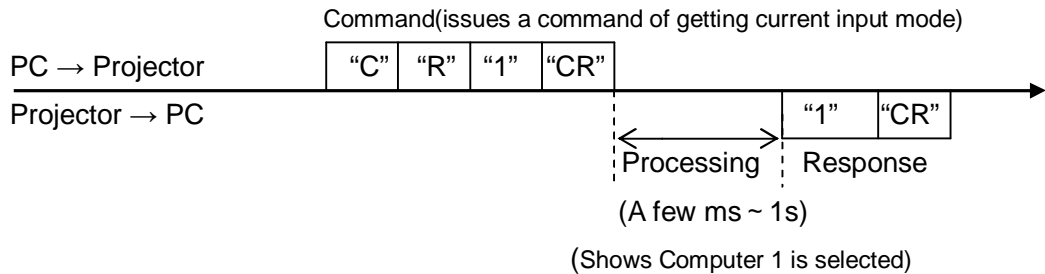 Command(issues a command of getting current input mode)
“C” “R” “1” “CR”
PC → Projector
Projector → PC
“1” “CR”
Processing Response
(A few ms ~ 1s)
(Shows Computer 1 is selected)